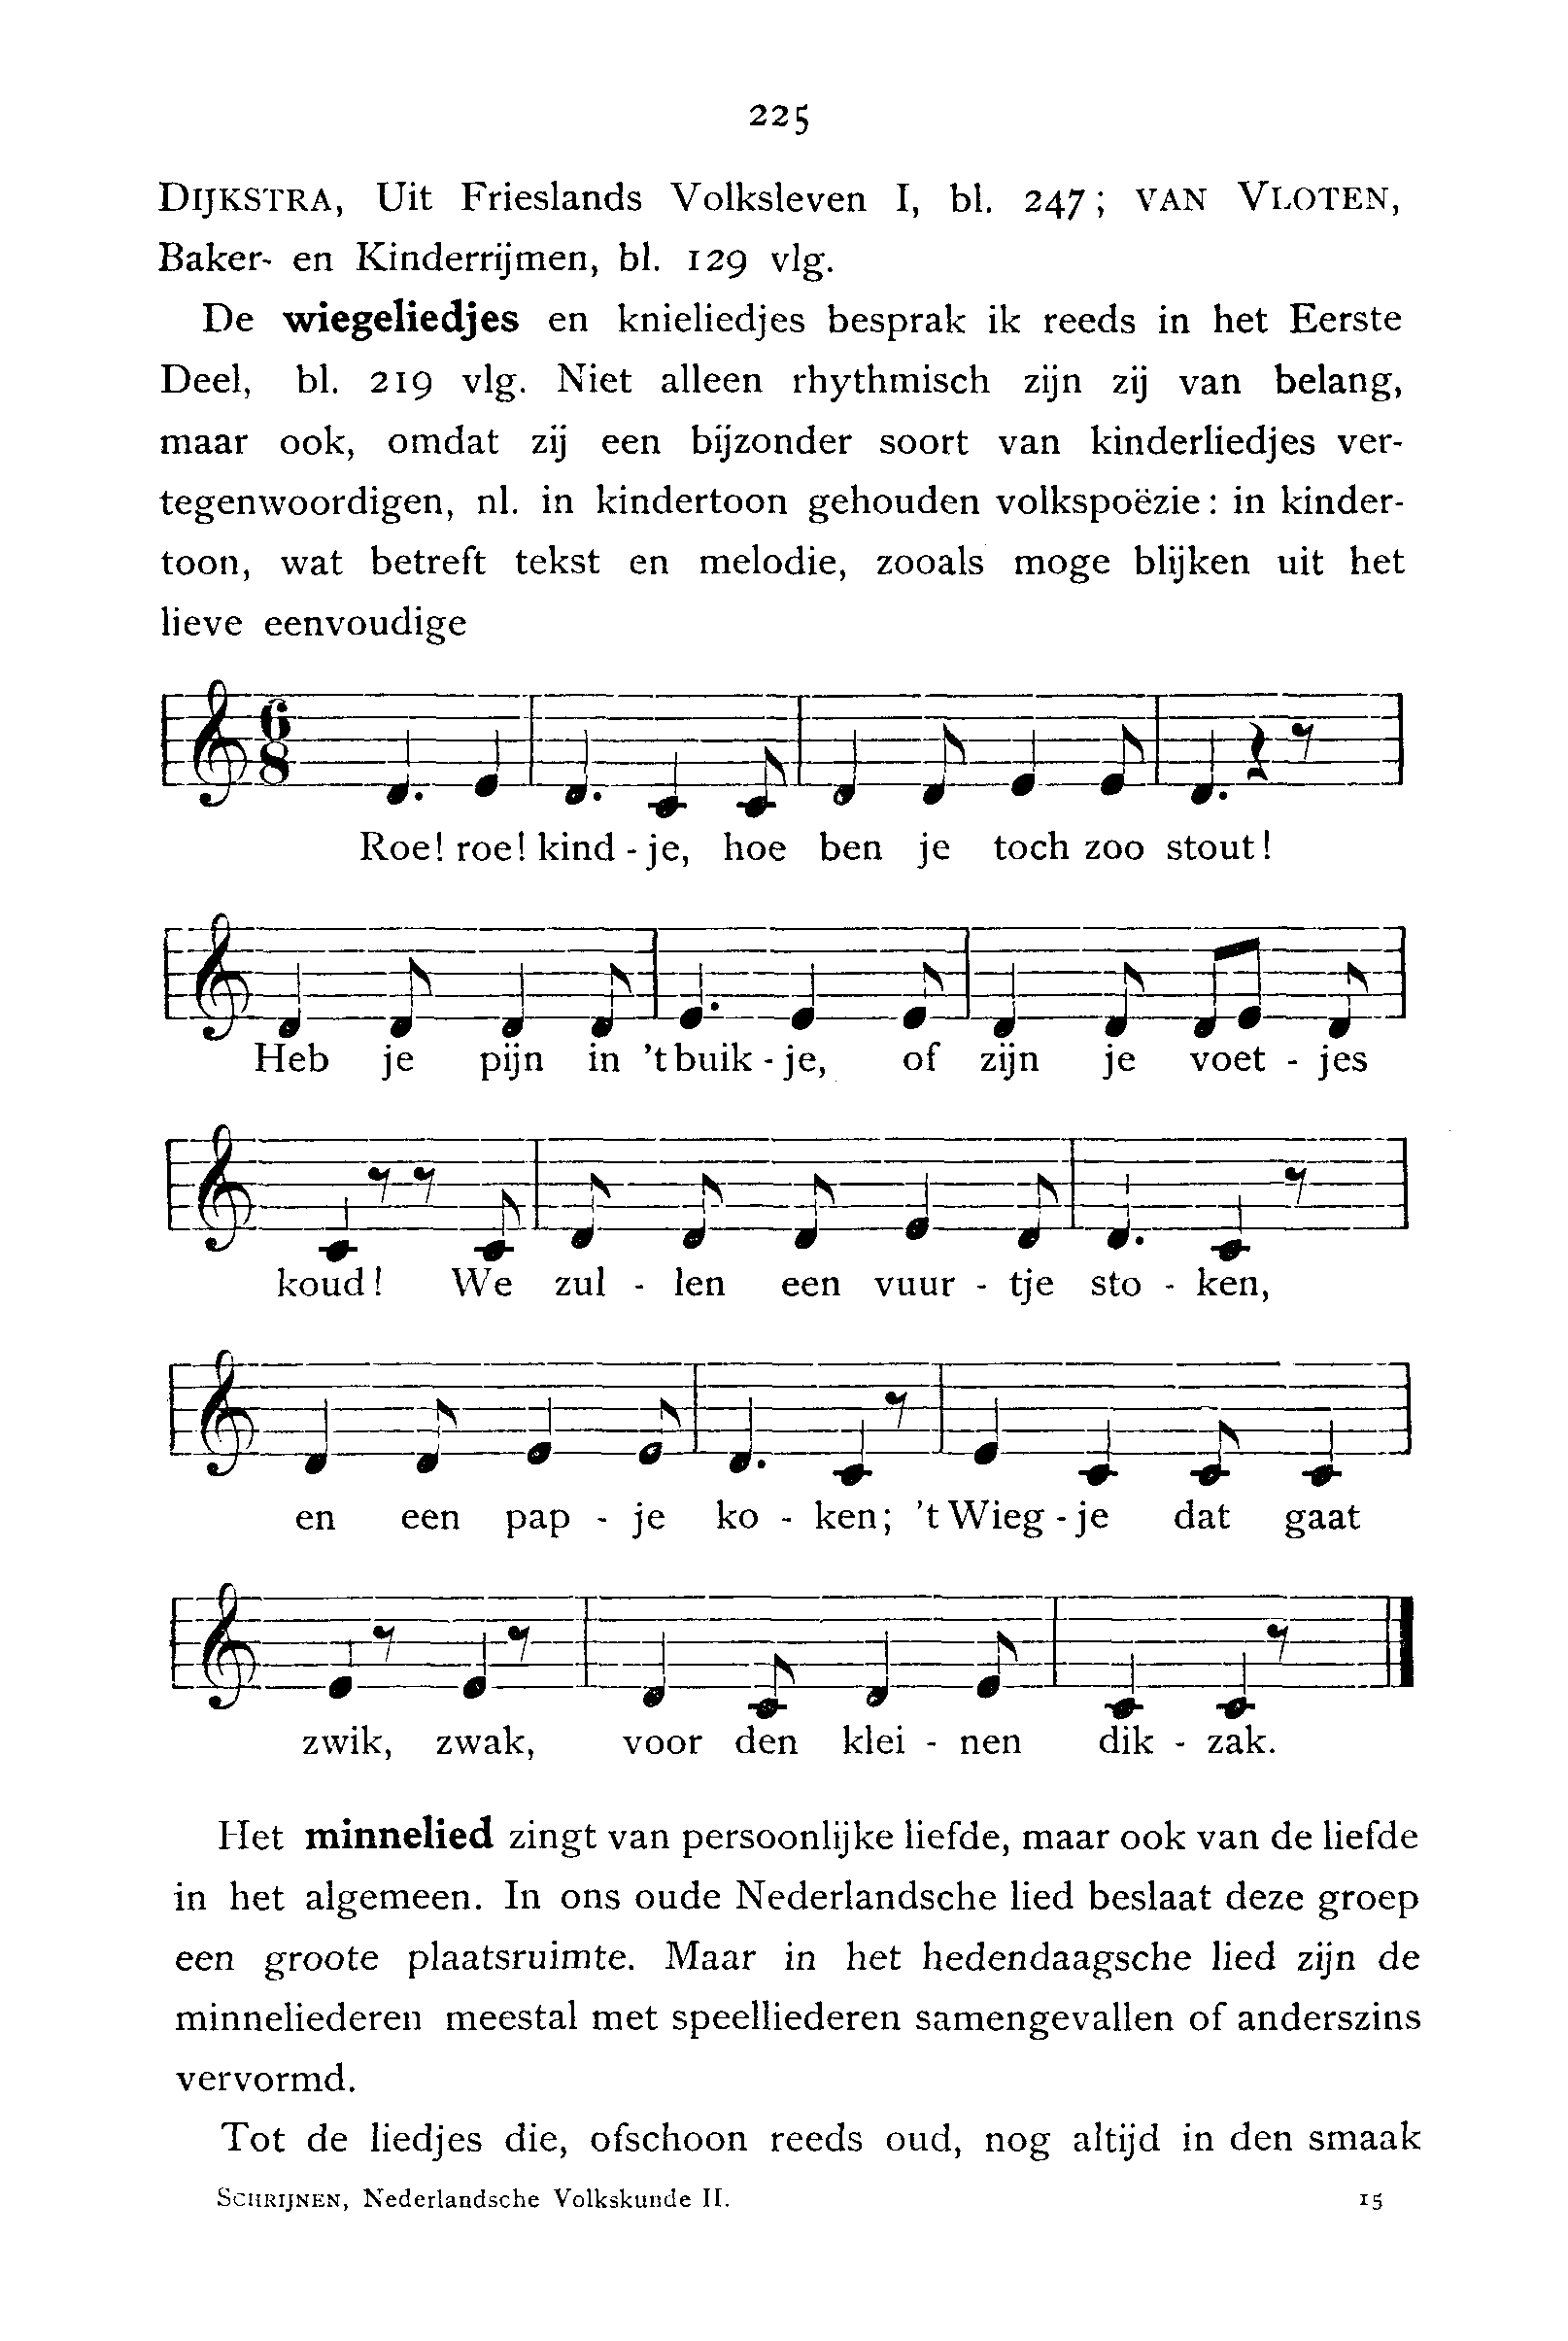 225
DIJKSTRA, Uit Frieslands Volksleven I, bl. 247; VAN VLOTEN,
Baker- en Kinderrijmen, bl. 129 vlg.
De wiegeliedjes en knieliedjes besprak ik reeds in het Eerste
Deel, bl. 219 vlg. Niet alleen rhythmisch zijn zij van belang,
maar ook, omdat zij een bijzonder soort van kinderliedjes ver-
tegenwoordigen, nl. in kindertoon gehouden volkspoëzie: in kinder-
toon, wat betreft tekst en melodie, zooals moge blijken uit het
lieve eenvoudige
6
8
Roe! roe! kind - je, hoe ben je toch zoo stout!
Heb je pijn in 't buik - je, of zijn je voet - jes
koud! We zul - len een vuur - tje sto - ken,
en een pap - je ko - ken; 't Wieg - je dat gaat
zwik, zwak, voor den klei - nen dik - zak.
Het minnelied zingt van persoonlijke liefde, maar ook van de liefde
in het algemeen. In ons oude Nederlandsche lied beslaat deze groep
een groote plaatsruimte. Maar in het hedendaagsche lied zijn de
minneliederen meestal met speelliederen samengevallen of anderszins
vervormd.
Tot de liedjes die, ofschoon reeds oud, nog altijd in den smaak
SCHRIJNEN, Nederlandsche Volkskunde II. 15